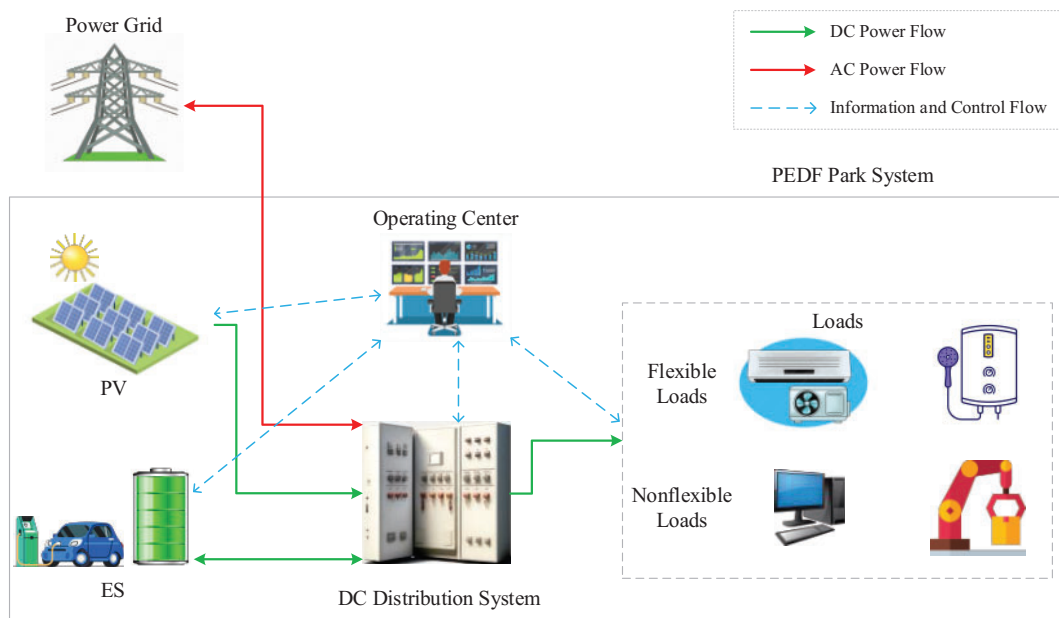 Power Grid
DC Power Flow
AC Power Flow
Information and Control Flow
PEDF Park System
Operating Center
PV
Loads
Flexible
Loads
Nonflexible
Loads
ES
DC Distribution System